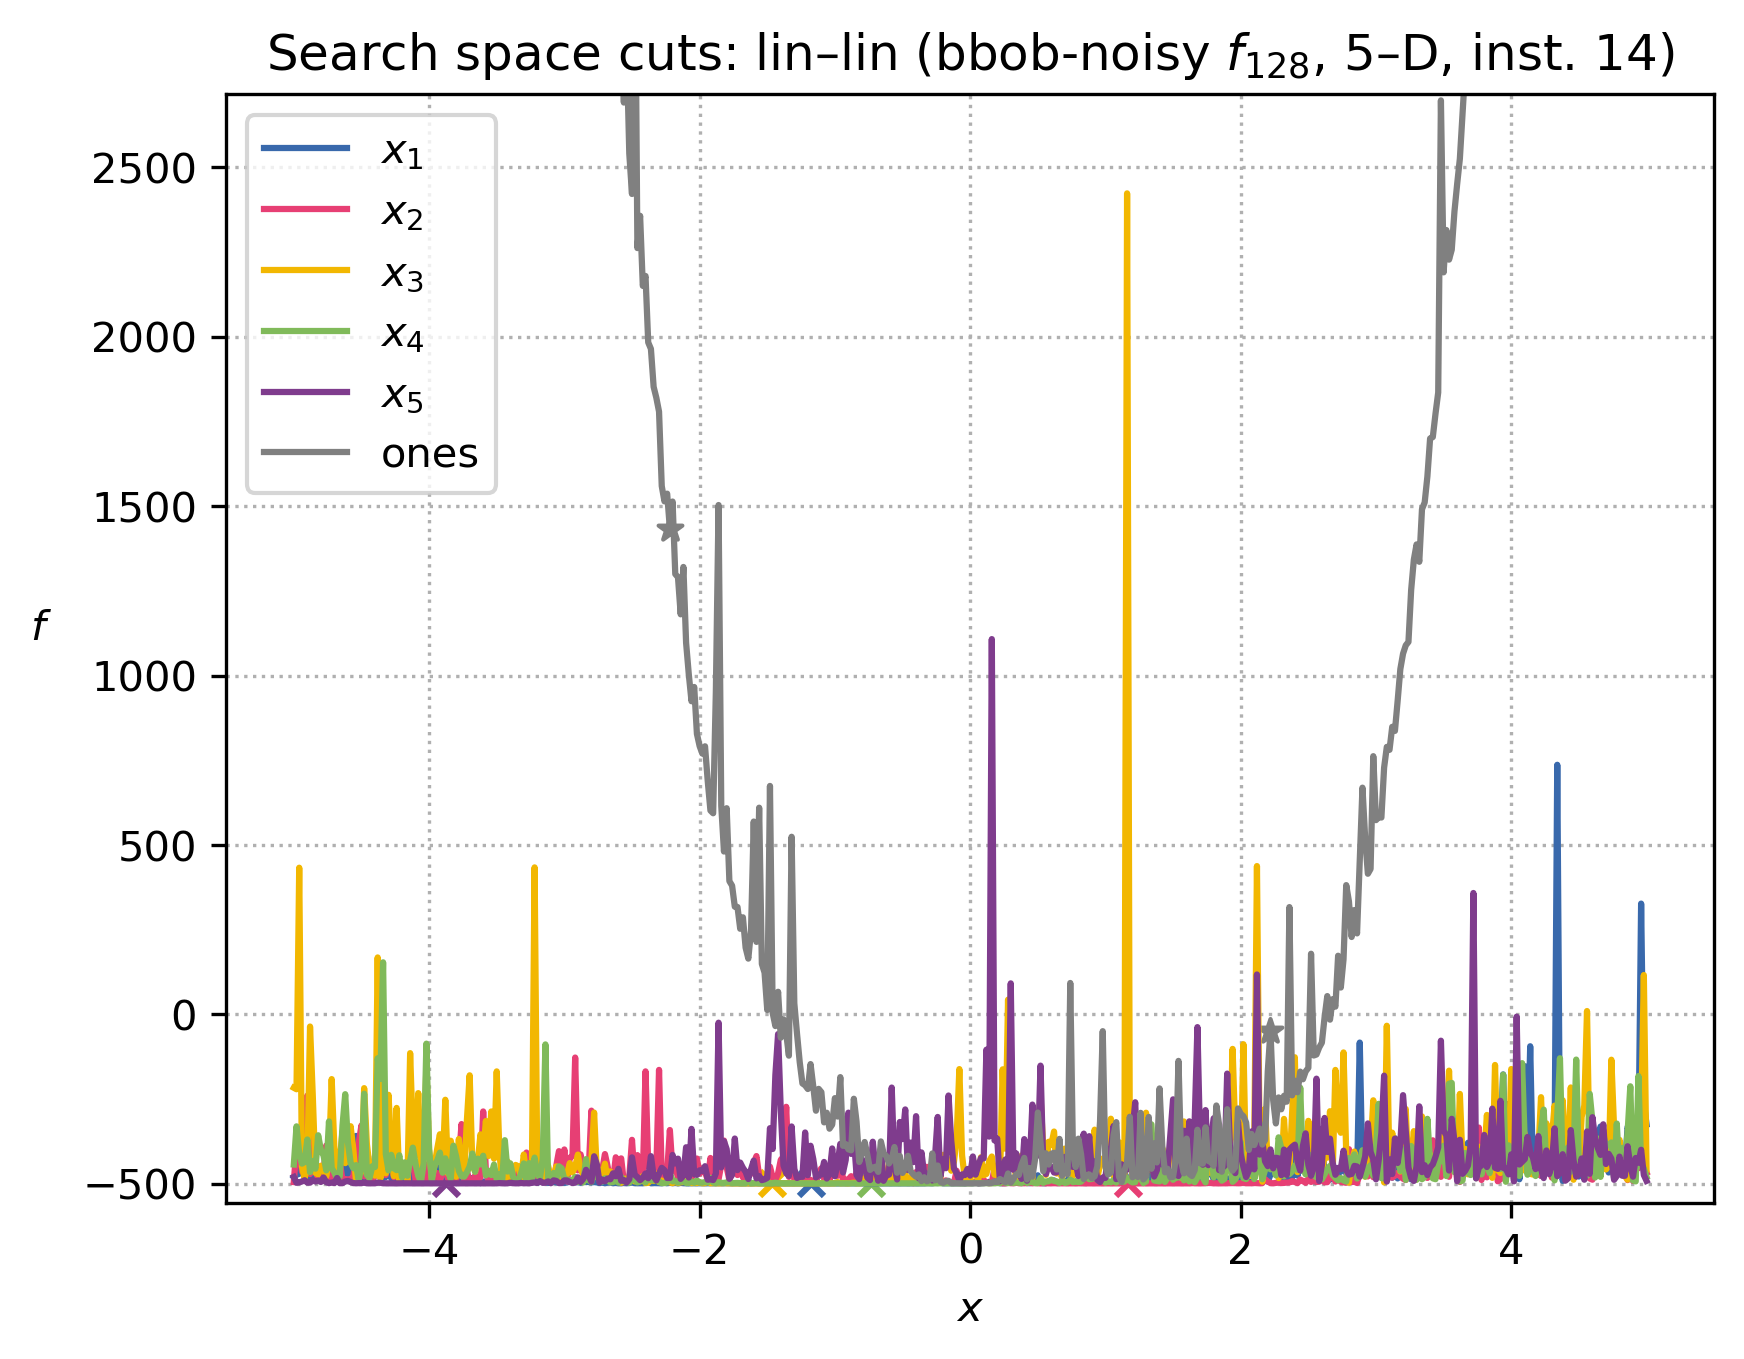 Search space cuts: lin–lin (bbob-noisy f₁₂₈, 5–D, inst. 14)
x₁
x₂
x₃
x₄
x₅
ones
2500
2000
1500
1000
500
0
−500
f
−4
−2
0
2
4
x